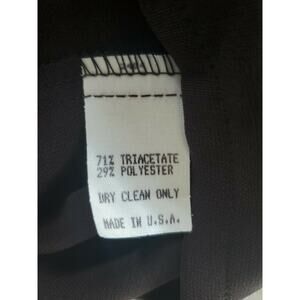 71% TRIACETATE
29% POLYESTER
DRY CLEAN ONLY
MADE IN U.S.A.